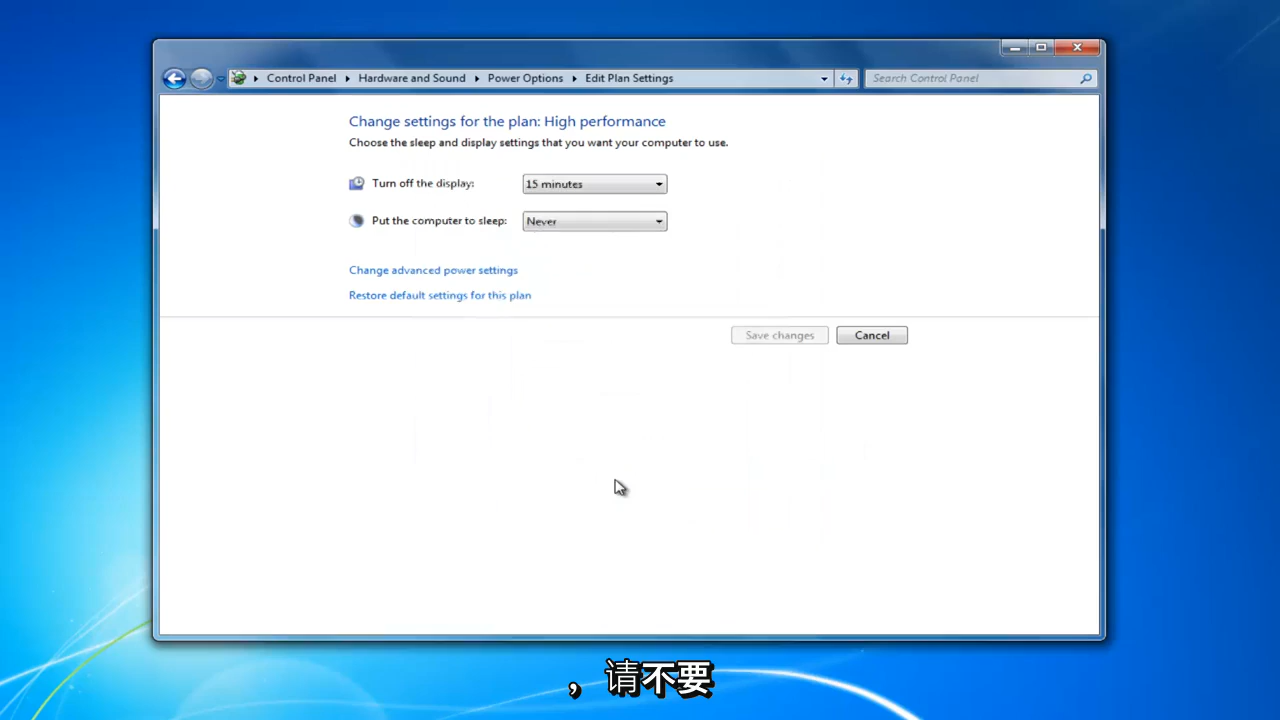 Control Panel Hardware and Sound Power Options Edit Plan Settings
Search Control Panel
Change settings for the plan: High performance
Choose the sleep and display settings that you want your computer to use.
Turn off the display: 15 minutes
Put the computer to sleep: Never
Change advanced power settings
Restore default settings for this plan
Save changes Cancel
，请不要